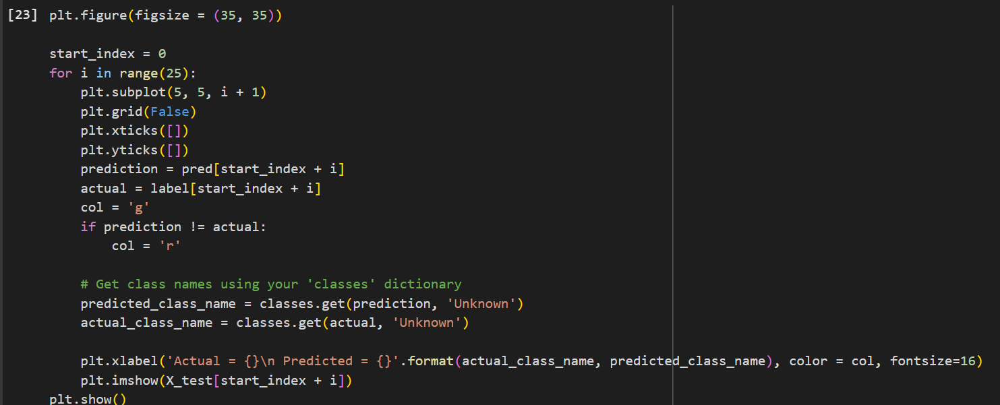 [23] plt.figure(figsize = (35, 35))
start_index = 0
for i in range(25):
    plt.subplot(5, 5, i + 1)
    plt.grid(False)
    plt.xticks([])
    plt.yticks([])
    prediction = pred[start_index + i]
    actual = label[start_index + i]
    col = 'g'
    if prediction != actual:
        col = 'r'
    # Get class names using your 'classes' dictionary
    predicted_class_name = classes.get(prediction, 'Unknown')
    actual_class_name = classes.get(actual, 'Unknown')
    plt.xlabel('Actual = {}\n Predicted = {}'.format(actual_class_name, predicted_class_name), color = col, fontsize=16)
    plt.imshow(X_test[start_index + i])
plt.show()